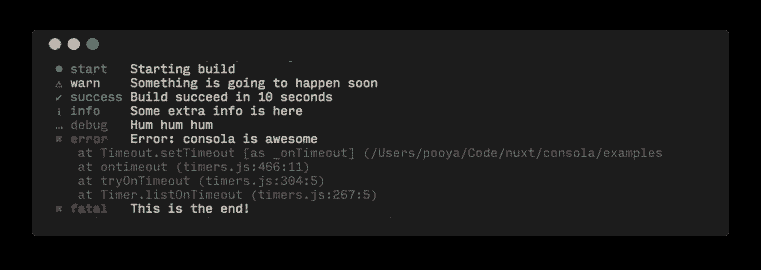 ● start   Starting build
⚠ warn    Something is going to happen soon
✔ success Build succeed in 10 seconds
ℹ info    Some extra info is here
… debug   Hum hum hum
✖ error   Error: consola is awesome
at Timeout.setTimeout [as _onTimeout] (/Users/pooya/Code/nuxt/consola/examples
at ontimeout (timers.js:466:11)
at tryOnTimeout (timers.js:304:5)
at Timer.listOnTimeout (timers.js:267:5)
✖ fatal   This is the end!